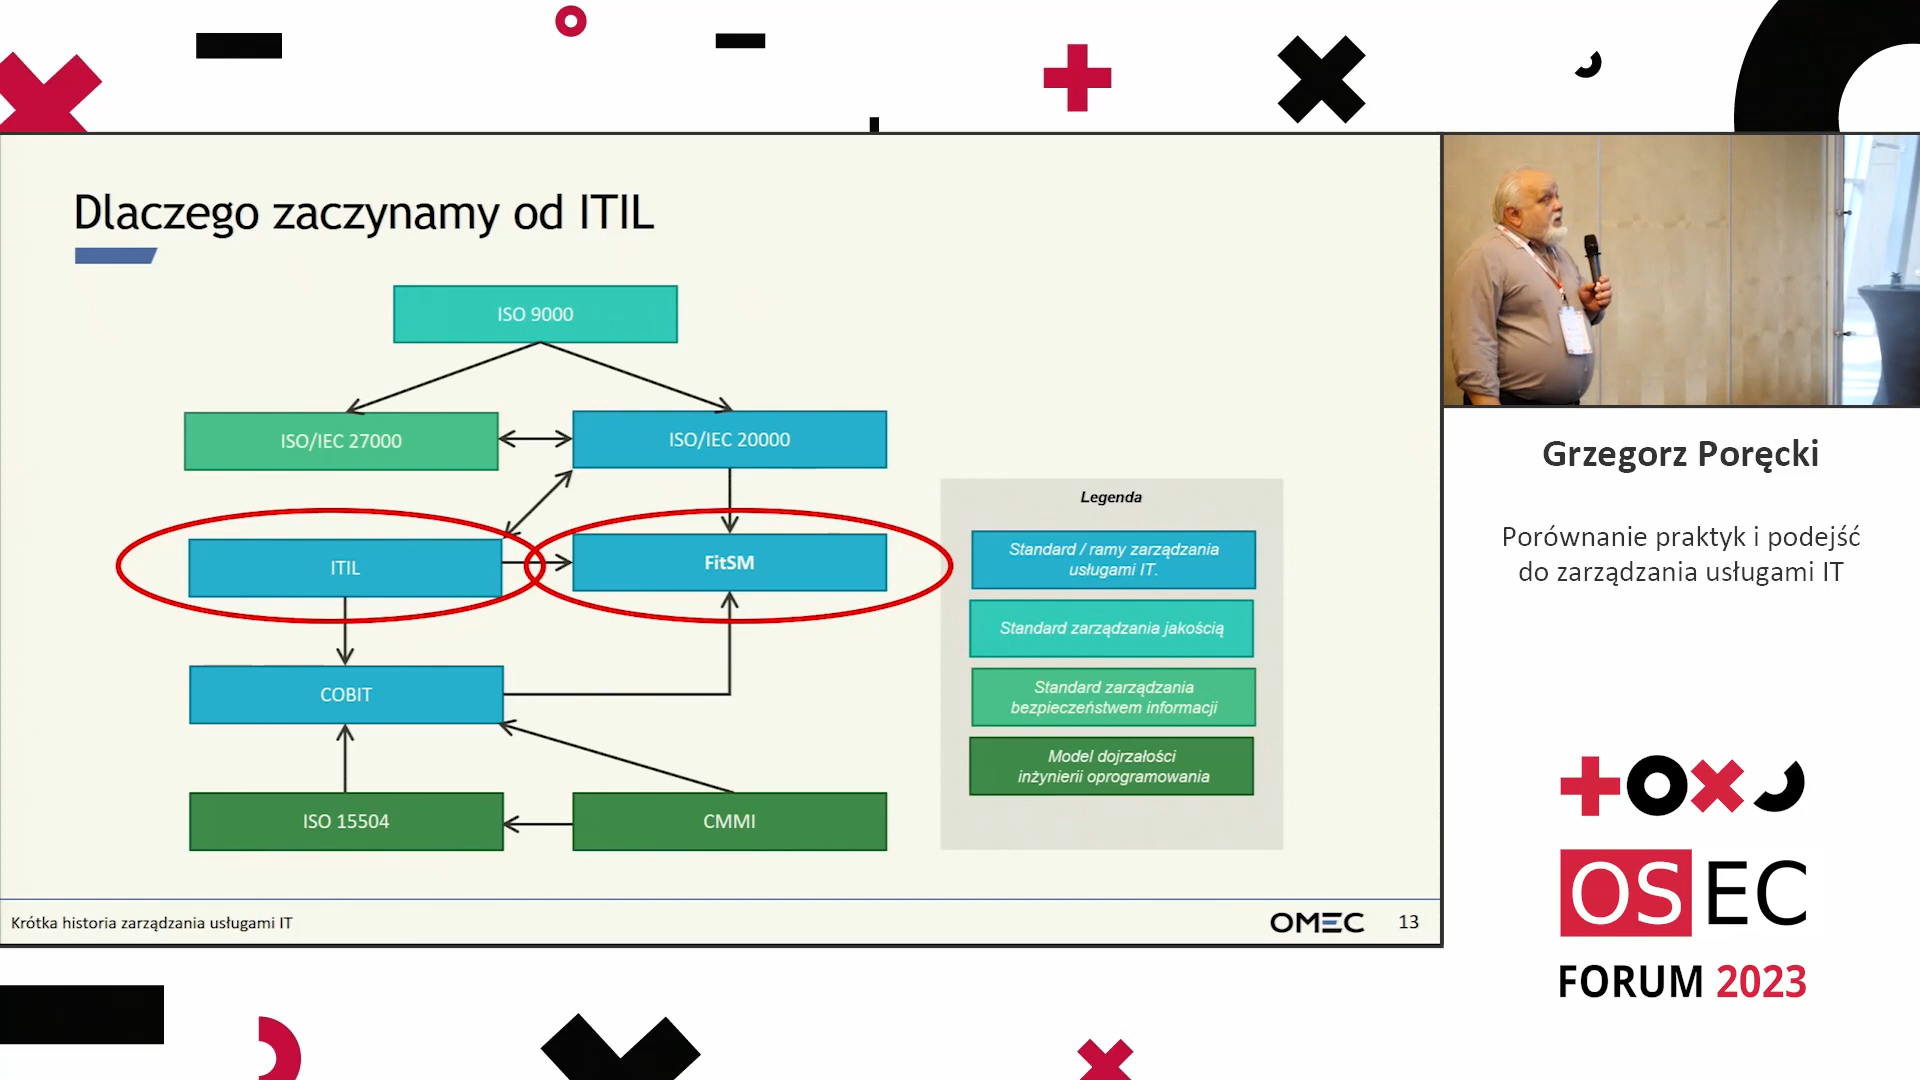 Dlaczego zaczynamy od ITIL
ISO 9000
ISO/IEC 27000
ISO/IEC 20000
ITIL
FitSM
COBIT
ISO 15504
CMMI
Legenda
Standard / ramy zarządzania
usługami IT.
Standard zarządzania jakością
Standard zarządzania
bezpieczeństwem informacji
Model dojrzałości
inżynierii oprogramowania
Krótka historia zarządzania usługami IT
OMEC
13
Grzegorz Poręcki
Porównanie praktyk i podejść
do zarządzania usługami IT
OSEC
FORUM 2023